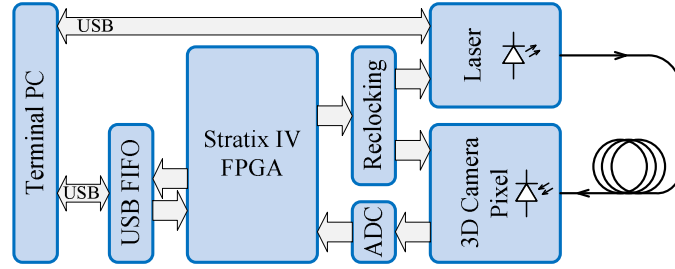 USB
Terminal PC
USB
USB FIFO
Stratix IV
FPGA
Reclocking
ADC
Laser
3D Camera
Pixel